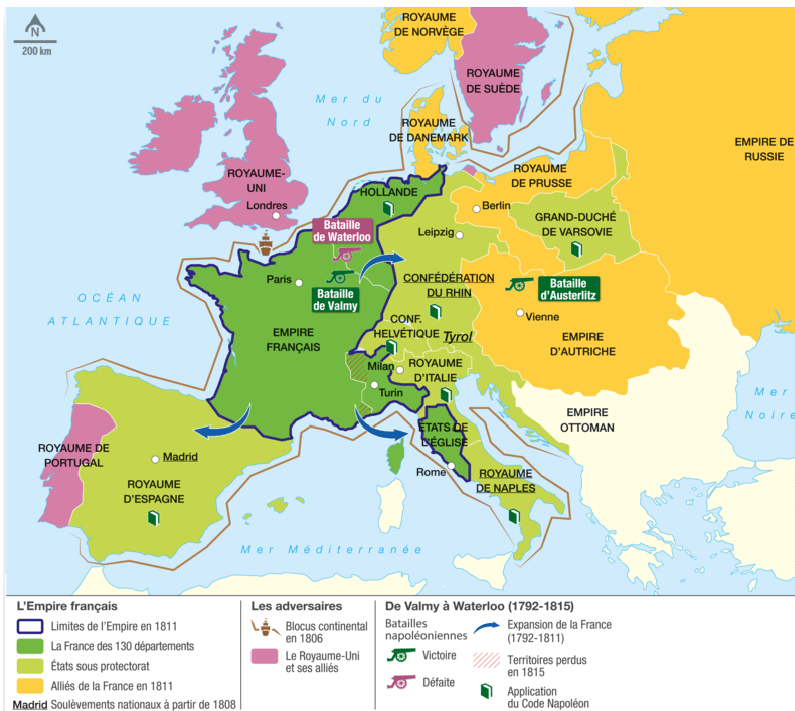 N
200 km
ROYAUME
DE NORVÈGE
ROYAUME
DE SUÈDE
Mer du
Nord
ROYAUME
DE DANEMARK
EMPIRE DE
RUSSIE
ROYAUME-
UNI
Londres
HOLLANDE
ROYAUME
DE PRUSSE
Berlin
GRAND-DUCHÉ
DE VARSOVIE
Leipzig
Bataille
de Waterloo
Paris
Bataille
de Valmy
CONFÉDÉRATION
DU RHIN
Bataille
d'Austerlitz
Vienne
OCÉAN
ATLANTIQUE
EMPIRE
FRANÇAIS
CONF.
HELVÉTIQUE
Tyrol
EMPIRE
D'AUTRICHE
Milan
ROYAUME
D'ITALIE
Turin
Mer
Noire
EMPIRE
OTTOMAN
ÉTATS DE
L'ÉGLISE
ROYAUME DE
PORTUGAL
Madrid
ROYAUME
D'ESPAGNE
Rome
ROYAUME
DE NAPLES
Mer Méditerranée
L'Empire français
Limites de l'Empire en 1811
La France des 130 départements
États sous protectorat
Alliés de la France en 1811
Madrid Soulèvements nationaux à partir de 1808
Les adversaires
Blocus continental
en 1806
Le Royaume-Uni
et ses alliés
De Valmy à Waterloo (1792-1815)
Batailles
napoléoniennes
Victoire
Défaite
Expansion de la France
(1792-1811)
Territoires perdus
en 1815
Application
du Code Napoléon